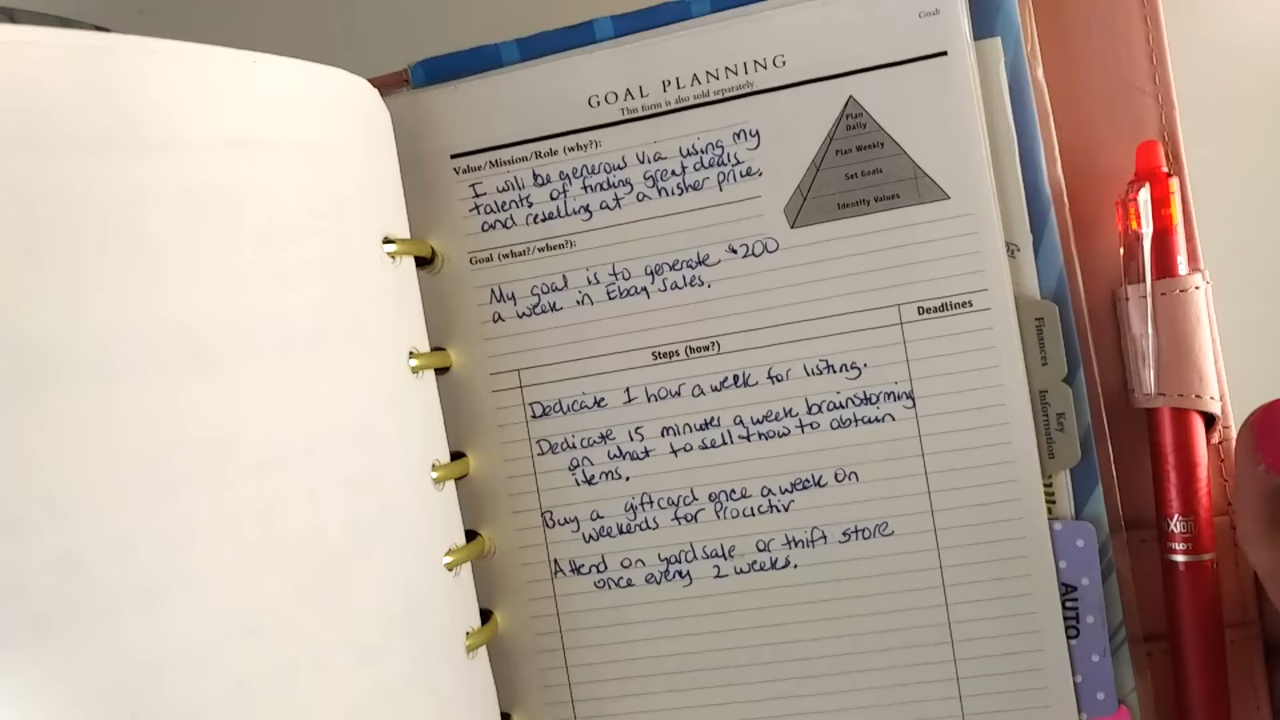 Goals
GOAL PLANNING
This form is also sold separately.
Value/Mission/Role (why?):
I will be generous via using my
talents of finding great deals
and reselling at a higher price.
Plan
Daily
Plan Weekly
Set Goals
Identify Values
Goal (what?/when?):
My goal is to generate $200
a week in Ebay sales.
Steps (how?)
Deadlines
Dedicate 1 hour a week for listing.
Dedicate 15 minutes a week brainstorming
on what to sell + how to obtain
items.
Buy a giftcard once a week on
weekends for Proactiv
Attend on yardsale or thift store
once every 2 weeks.
Finances
Key
Information
AUTO
PILOT